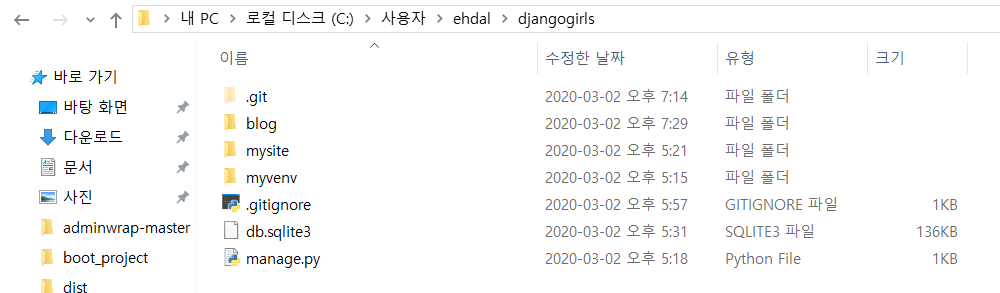 내 PC > 로컬 디스크 (C:) > 사용자 > ehdal > djangogirls
이름 수정한 날짜 유형 크기
바로 가기
바탕 화면
다운로드
문서
사진
adminwrap-master
boot_project
dist
.git 2020-03-02 오후 7:14 파일 폴더
blog 2020-03-02 오후 7:29 파일 폴더
mysite 2020-03-02 오후 5:21 파일 폴더
myvenv 2020-03-02 오후 5:15 파일 폴더
.gitignore 2020-03-02 오후 5:57 GITIGNORE 파일 1KB
db.sqlite3 2020-03-02 오후 5:31 SQLITE3 파일 136KB
manage.py 2020-03-02 오후 5:18 Python File 1KB